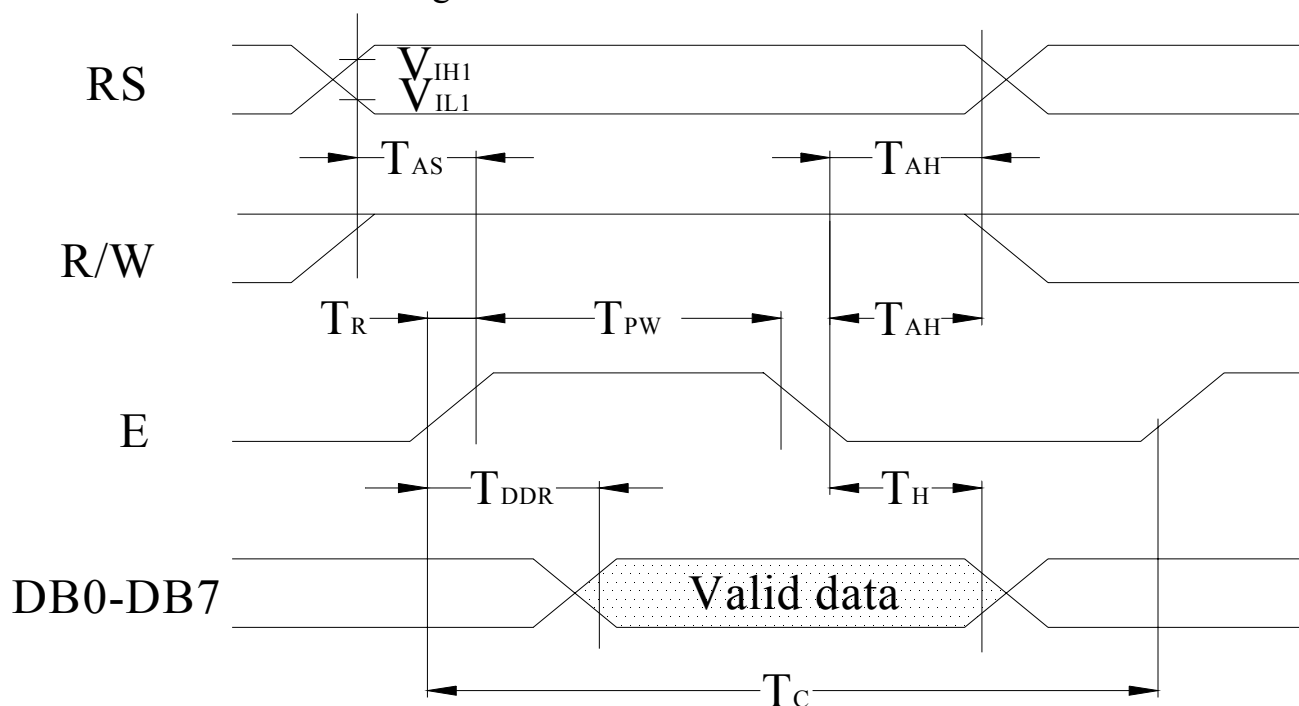 RS
VIH1
VIL1
TAS
TAH
R/W
TR
TPW
TAH
E
TDDR
TH
DB0-DB7
Valid data
TC